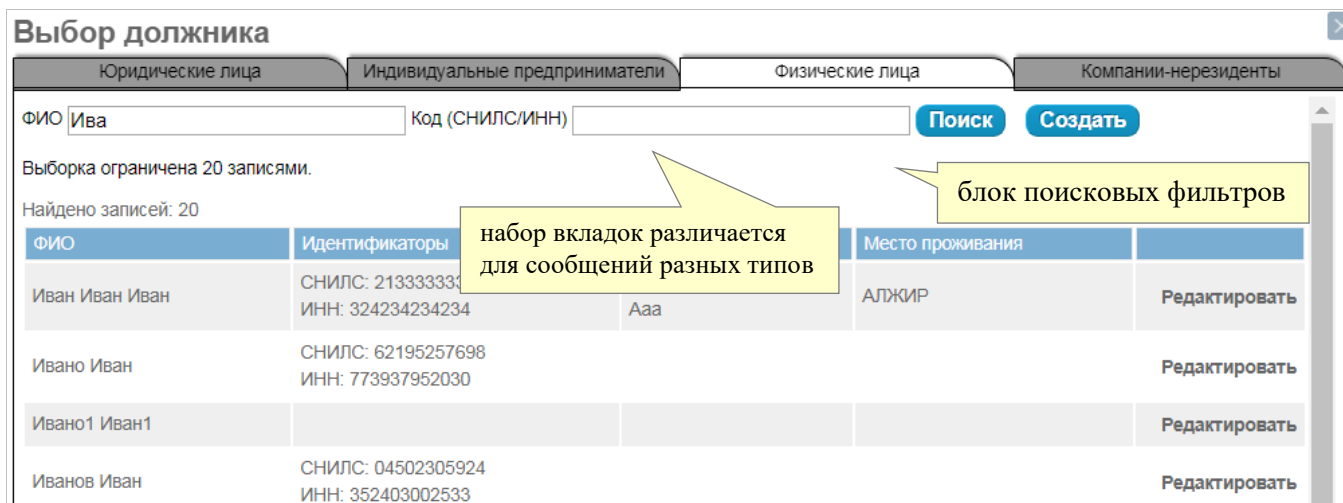 Выбор должника
Юридические лица Индивидуальные предприниматели Физические лица Компании-нерезиденты
ФИО Ива Код (СНИЛС/ИНН) Поиск Создать
Выборка ограничена 20 записями.
блок поисковых фильтров
Найдено записей: 20
набор вкладок различается
для сообщений разных типов
ФИО Идентификаторы Место проживания
Иван Иван Иван
СНИЛС: 213333333
ИНН: 324234234234
Ааа
АЛЖИР
Редактировать
Ивано Иван
СНИЛС: 62195257698
ИНН: 773937952030
Редактировать
Ивано1 Иван1 Редактировать
Иванов Иван
СНИЛС: 04502305924
ИНН: 352403002533
Редактировать